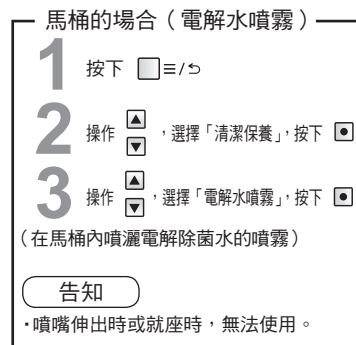 馬桶的場合（電解水噴霧）
1 按下 ≡/⮌
2 操作 ▲▼，選擇「清潔保養」，按下
3 操作 ▲▼，選擇「電解水噴霧」，按下
（在馬桶內噴灑電解除菌水的噴霧）
告知
・噴嘴伸出時或就座時，無法使用。